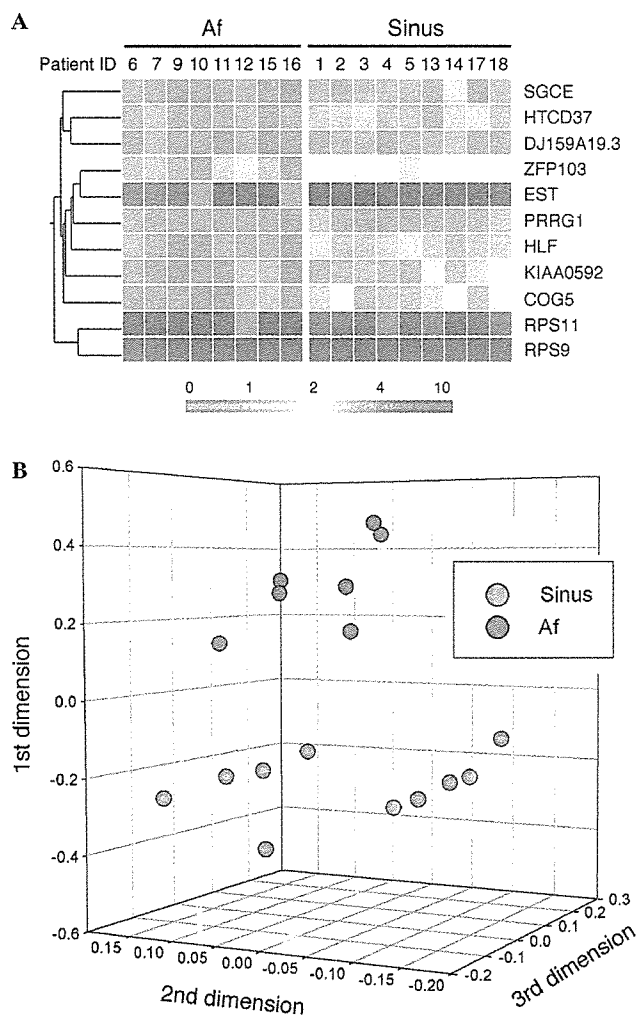 A
Af Sinus
Patient ID 6 7 9 10 11 12 15 16 1 2 3 4 5 13 14 17 18
SGCE
HTCD37
DJ159A19.3
ZFP103
EST
PRRG1
HLF
KIAA0592
COG5
RPS11
RPS9
0 1 2 4 10
B
0.6
0.4
0.2
0.0
-0.2
-0.4
-0.6
1st dimension
Sinus
Af
0.15 0.10 0.05 0.00 -0.05 -0.10 -0.15 -0.20
2nd dimension
-0.2 -0.1 0.0 0.1 0.2 0.3
3rd dimension